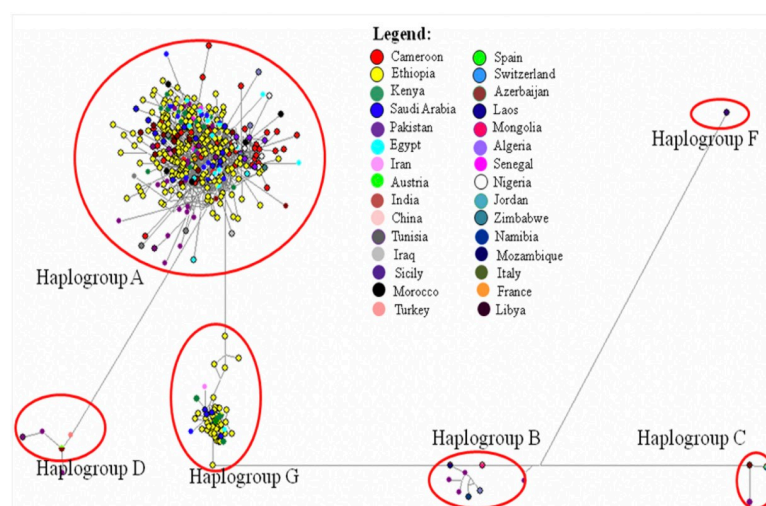 Legend:
Cameroon
Ethiopia
Kenya
Saudi Arabia
Pakistan
Egypt
Iran
Austria
India
China
Tunisia
Iraq
Sicily
Morocco
Turkey
Spain
Switzerland
Azerbaijan
Laos
Mongolia
Algeria
Senegal
Nigeria
Jordan
Zimbabwe
Namibia
Mozambique
Italy
France
Libya
Haplogroup F
Haplogroup A
Haplogroup B
Haplogroup C
Haplogroup D
Haplogroup G